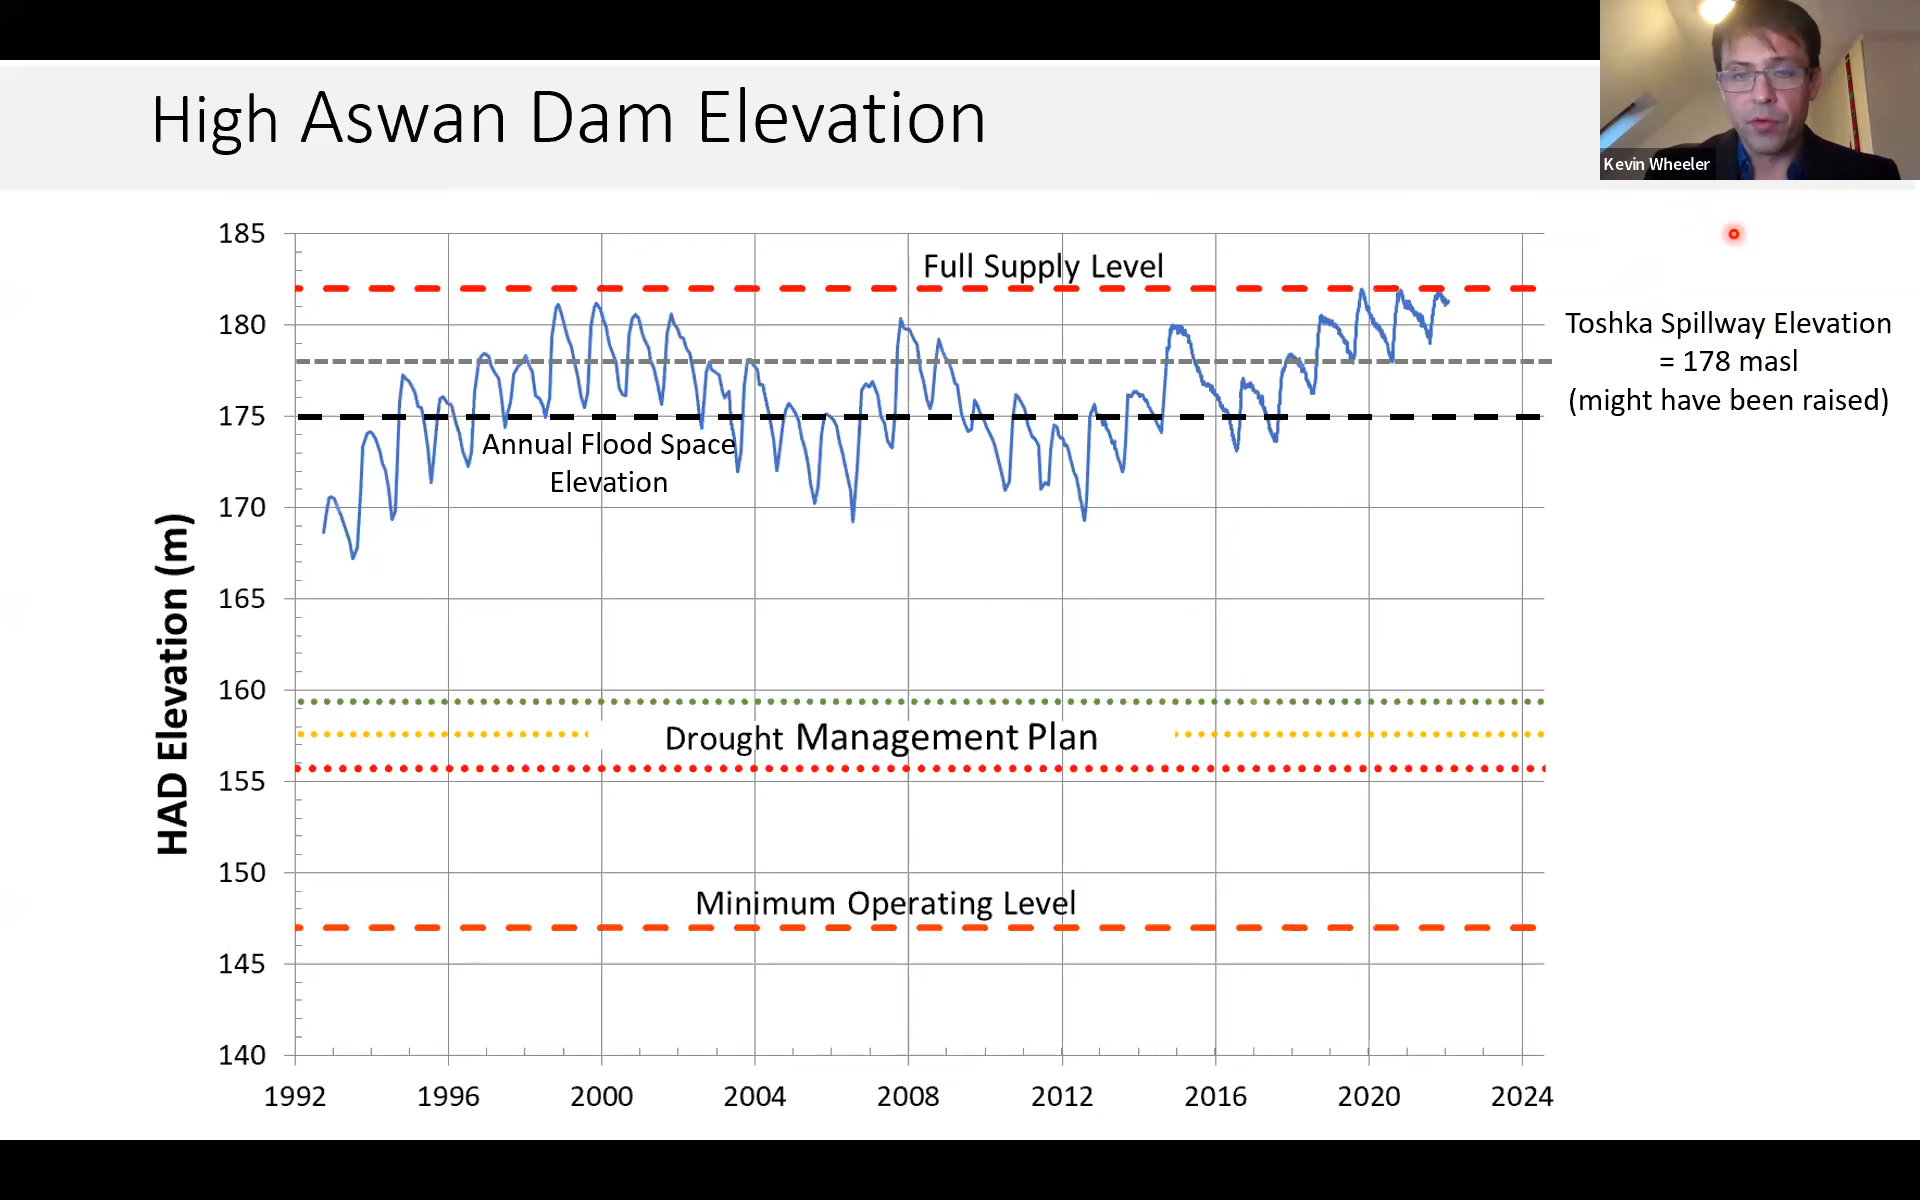 High Aswan Dam Elevation
Kevin Wheeler
185
180
175
170
165
160
155
150
145
140
HAD Elevation (m)
Full Supply Level
Toshka Spillway Elevation
= 178 masl
(might have been raised)
Annual Flood Space
Elevation
Drought Management Plan
Minimum Operating Level
1992
1996
2000
2004
2008
2012
2016
2020
2024